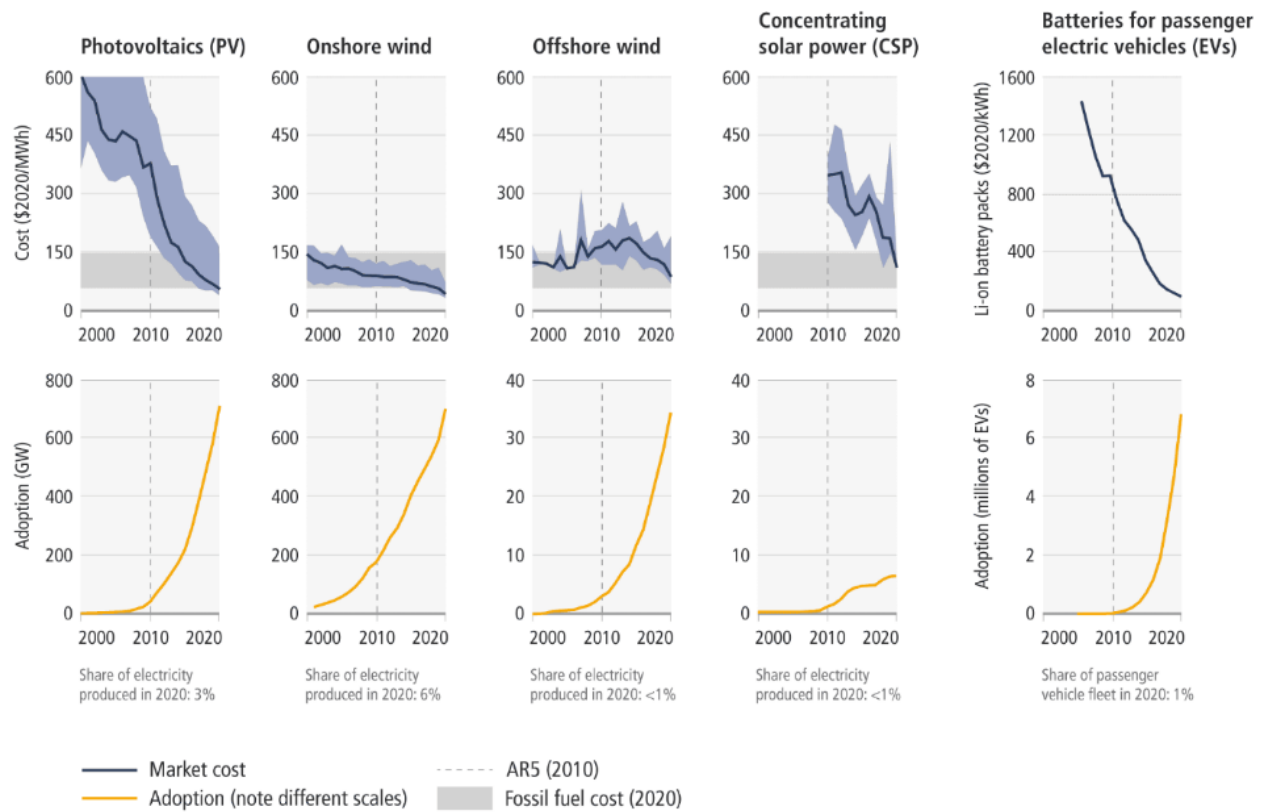 Photovoltaics (PV)
Onshore wind
Offshore wind
Concentrating
solar power (CSP)
Batteries for passenger
electric vehicles (EVs)
Cost ($2020/MWh)
600
450
300
150
0
2000 2010 2020
600
450
300
150
0
2000 2010 2020
600
450
300
150
0
2000 2010 2020
600
450
300
150
0
2000 2010 2020
Li-on battery packs ($2020/kWh)
1600
1200
800
400
0
2000 2010 2020
Adoption (GW)
800
600
400
200
0
2000 2010 2020
Share of electricity
produced in 2020: 3%
800
600
400
200
0
2000 2010 2020
Share of electricity
produced in 2020: 6%
40
30
20
10
0
2000 2010 2020
Share of electricity
produced in 2020: <1%
40
30
20
10
0
2000 2010 2020
Share of electricity
produced in 2020: <1%
Adoption (millions of EVs)
8
6
4
2
0
2000 2010 2020
Share of passenger
vehicle fleet in 2020: 1%
Market cost
Adoption (note different scales)
AR5 (2010)
Fossil fuel cost (2020)